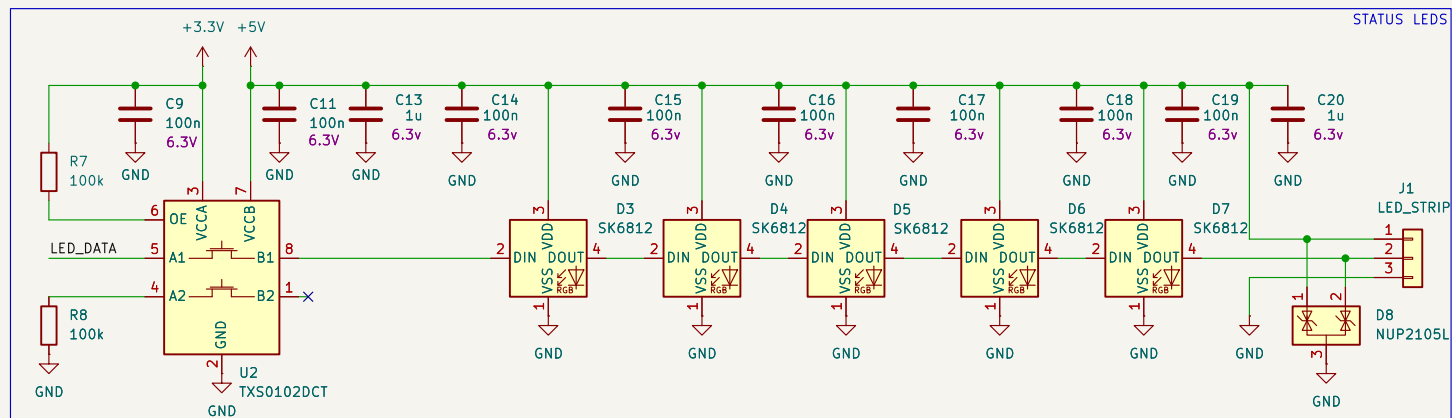 STATUS LEDS
+3.3V
+5V
C9
100n
6.3V
C11
100n
6.3V
C13
1u
6.3v
C14
100n
6.3v
C15
100n
6.3v
C16
100n
6.3v
C17
100n
6.3v
C18
100n
6.3v
C19
100n
6.3v
C20
1u
6.3v
GND
GND
GND
GND
GND
GND
GND
GND
GND
GND
R7
100k
LED_DATA
R8
100k
GND
3
7
6
5
4
8
1
2
OE
VCCA
VCCB
A1
B1
A2
B2
GND
U2
TXS0102DCT
GND
D3
SK6812
3
2
4
1
VDD
DIN
DOUT
VSS
RGB
GND
D4
SK6812
3
2
4
1
VDD
DIN
DOUT
VSS
RGB
GND
D5
SK6812
3
2
4
1
VDD
DIN
DOUT
VSS
RGB
GND
D6
SK6812
3
2
4
1
VDD
DIN
DOUT
VSS
RGB
GND
D7
SK6812
3
2
4
1
VDD
DIN
DOUT
VSS
RGB
GND
J1
LED_STRIP
1
2
3
GND
1
2
D8
NUP2105L
3
GND